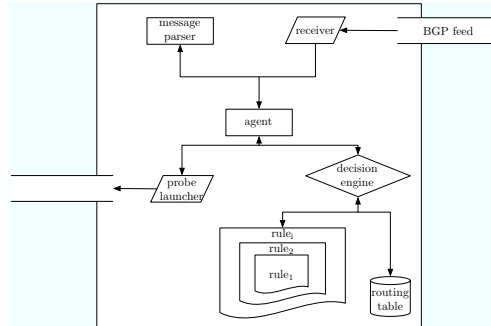 message
parser
receiver
BGP feed
agent
probe
launcher
decision
engine
rule_i
rule_2
rule_1
routing
table